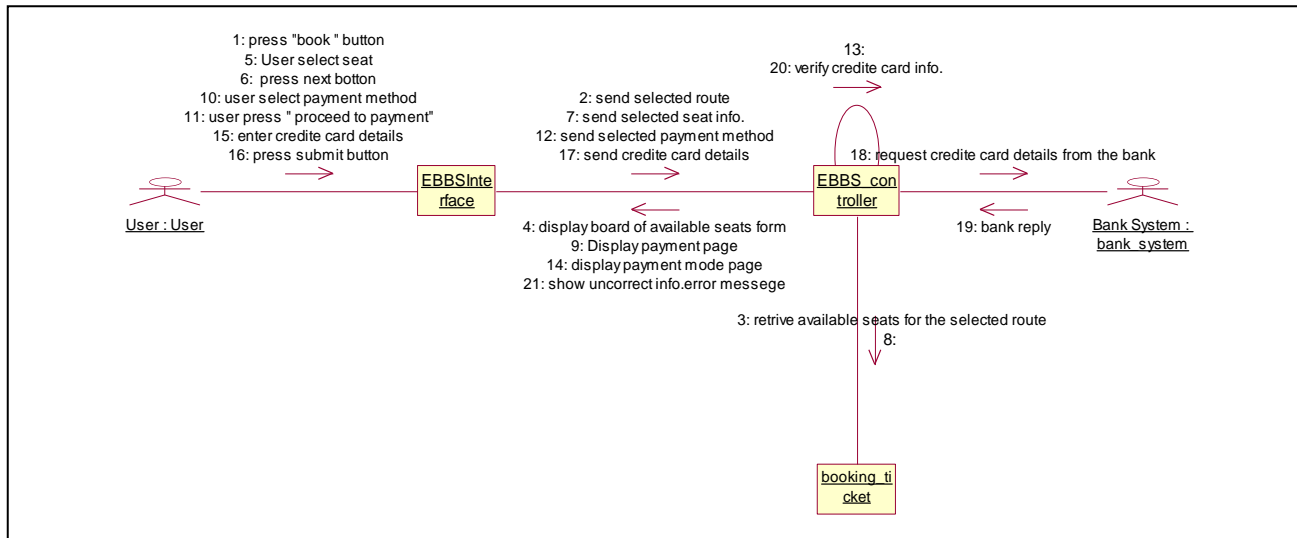 1: press "book " button
5: User select seat
6: press next botton
10: user select payment method
11: user press " proceed to payment"
15: enter credit card details
16: press submit button
2: send selected route
7: send selected seat info.
12: send selected payment method
17: send credite card details
13:
20: verify credit card info.
18: request credite card details from the bank
EBBSInte
rface
EBBS_con
troller
User : User
4: display board of available seats form
9: Display payment page
14: display payment mode page
21: show uncorrect info.error messege
19: bank reply
Bank System :
bank_system
3: retrive available seats for the selected route
8:
booking_ti
cket